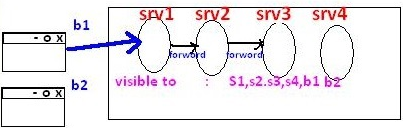 b1
srv1 srv2 srv3 srv4
- o x
forword forword
b2
visible to : S1,s2.s3,s4,b1 b2
- o x